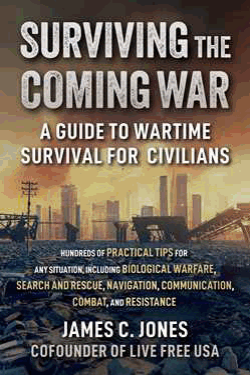 SURVIVING THE
COMING WAR
A GUIDE TO WARTIME
SURVIVAL FOR CIVILIANS
HUNDREDS OF PRACTICAL TIPS FOR
ANY SITUATION, INCLUDING BIOLOGICAL WARFARE,
SEARCH AND RESCUE, NAVIGATION, COMMUNICATION,
COMBAT, AND RESISTANCE
JAMES C. JONES
COFOUNDER OF LIVE FREE USA